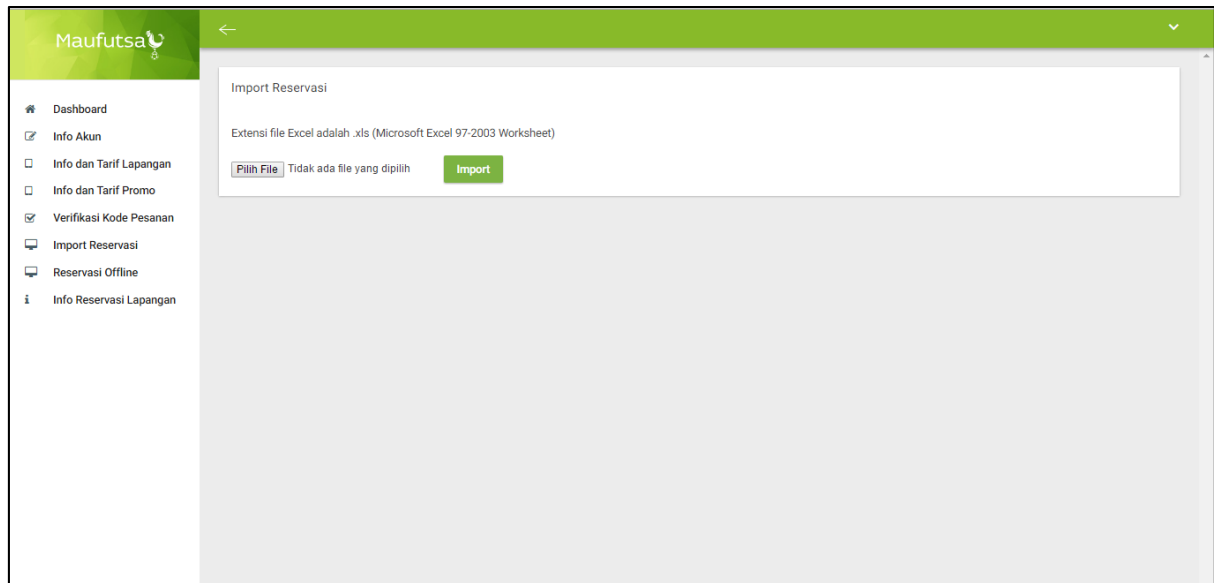 Maufutsal
Dashboard
Info Akun
Info dan Tarif Lapangan
Info dan Tarif Promo
Verifikasi Kode Pesanan
Import Reservasi
Reservasi Offline
Info Reservasi Lapangan
Import Reservasi
Extensi file Excel adalah .xls (Microsoft Excel 97-2003 Worksheet)
Pilih File Tidak ada file yang dipilih Import